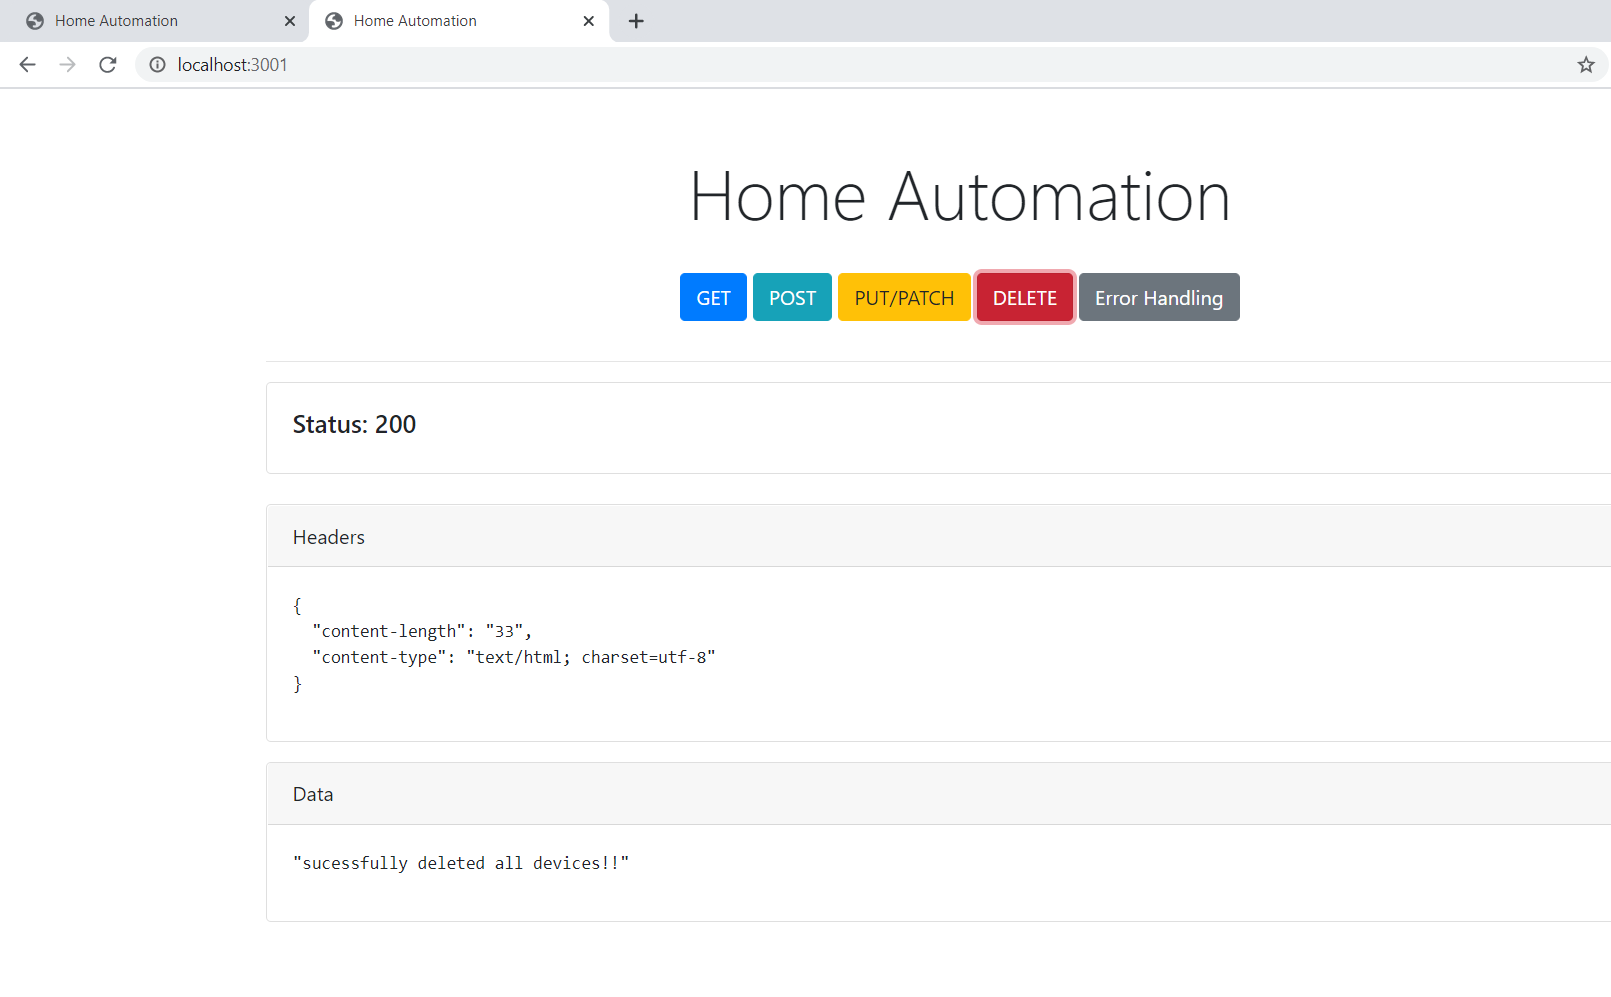 Home Automation
Home Automation
localhost:3001
Home Automation
GET POST PUT/PATCH DELETE Error Handling
Status: 200
Headers
{
"content-length": "33",
"content-type": "text/html; charset=utf-8"
}
Data
"sucessfully deleted all devices!!"